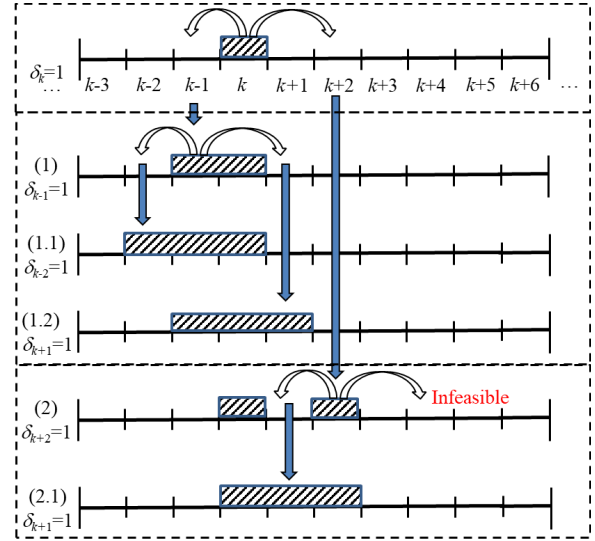 δk=1
... k-3 k-2 k-1 k k+1 k+2 k+3 k+4 k+5 k+6 ...
(1)
δk-1=1
(1.1)
δk-2=1
(1.2)
δk+1=1
(2) Infeasible
δk+2=1
(2.1)
δk+1=1